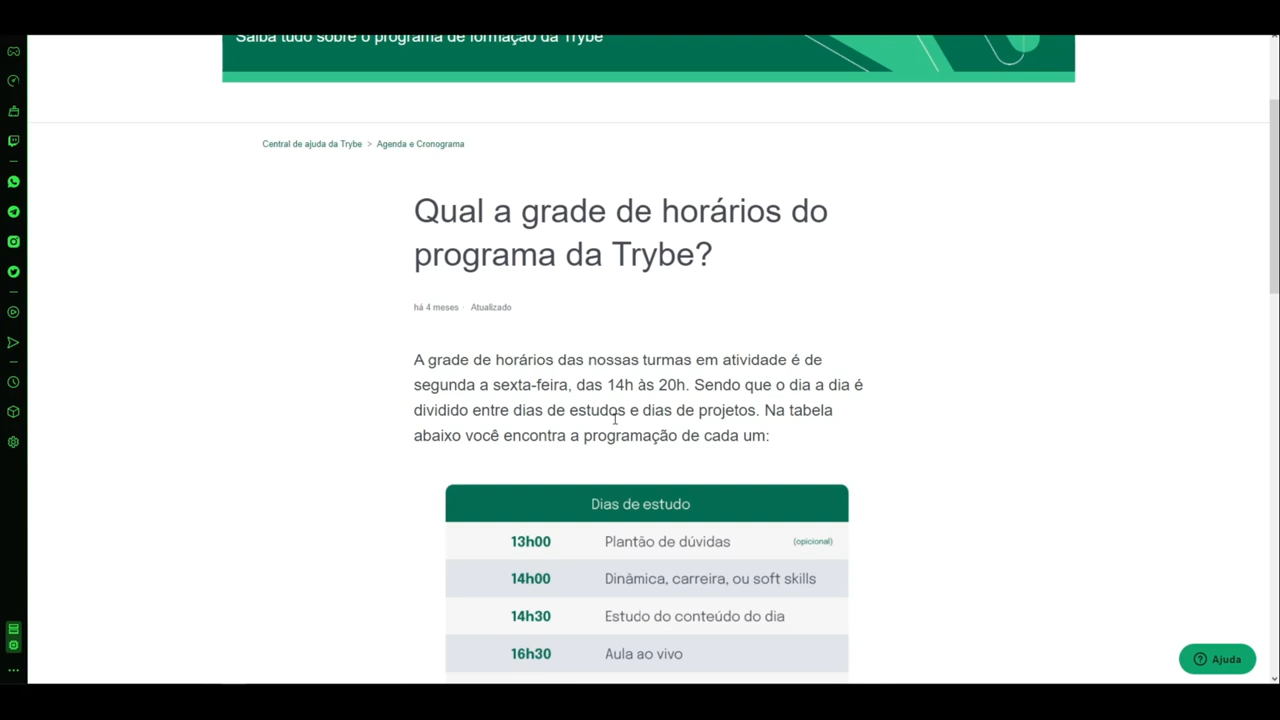 Saiba tudo sobre o programa de formação da Trybe
Central de ajuda da Trybe > Agenda e Cronograma
Qual a grade de horários do
programa da Trybe?
há 4 meses · Atualizado
A grade de horários das nossas turmas em atividade é de
segunda a sexta-feira, das 14h às 20h. Sendo que o dia a dia é
dividido entre dias de estudos e dias de projetos. Na tabela
abaixo você encontra a programação de cada um:
Dias de estudo
13h00 Plantão de dúvidas (opicional)
14h00 Dinâmica, carreira, ou soft skills
14h30 Estudo do conteúdo do dia
16h30 Aula ao vivo
Ajuda